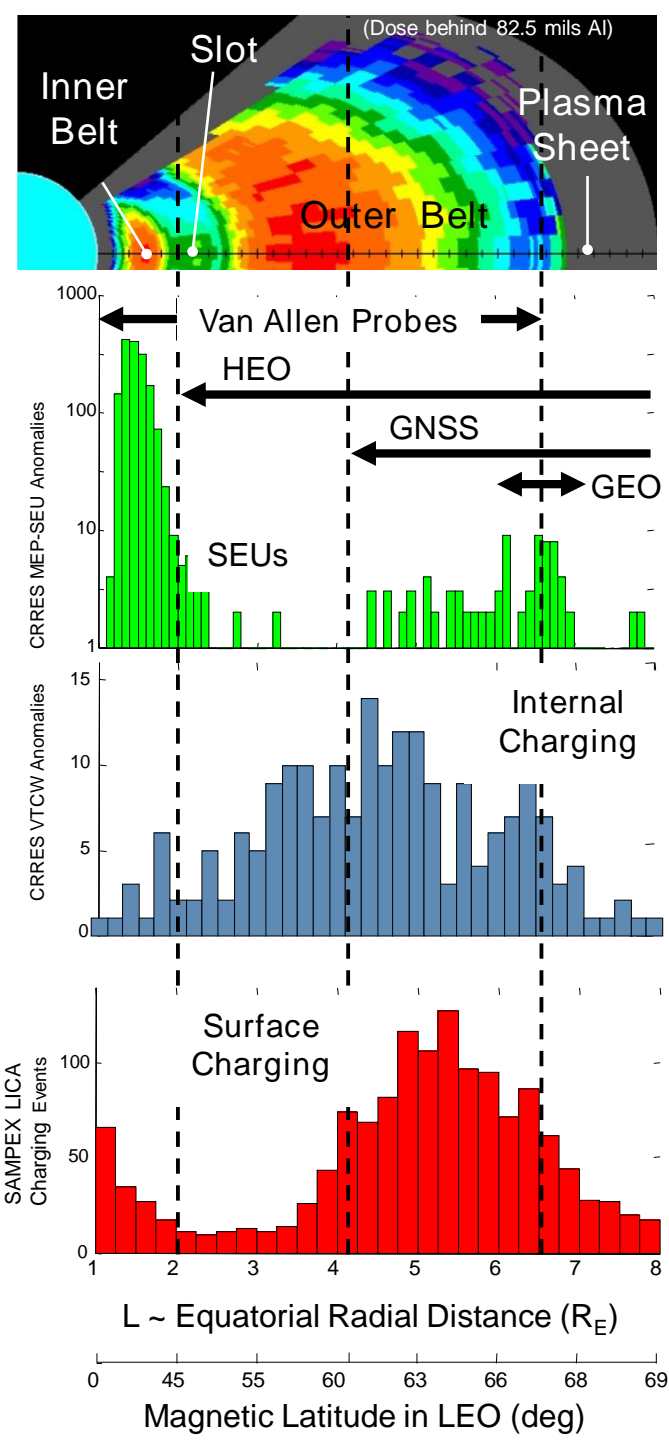 (Dose behind 82.5 mils Al)
Slot
Inner
Belt
Plasma
Sheet
Outer Belt
1000
Van Allen Probes
HEO
100
GNSS
GEO
10
SEUs
1
CRRES MEP-SEU Anomalies
15
Internal
Charging
10
5
0
CRRES VTCW Anomalies
Surface
Charging
100
50
0
SAMPEX LICA
Charging Events
1 2 3 4 5 6 7 8
L ~ Equatorial Radial Distance (RE)
0 45 55 60 63 66 68 69
Magnetic Latitude in LEO (deg)